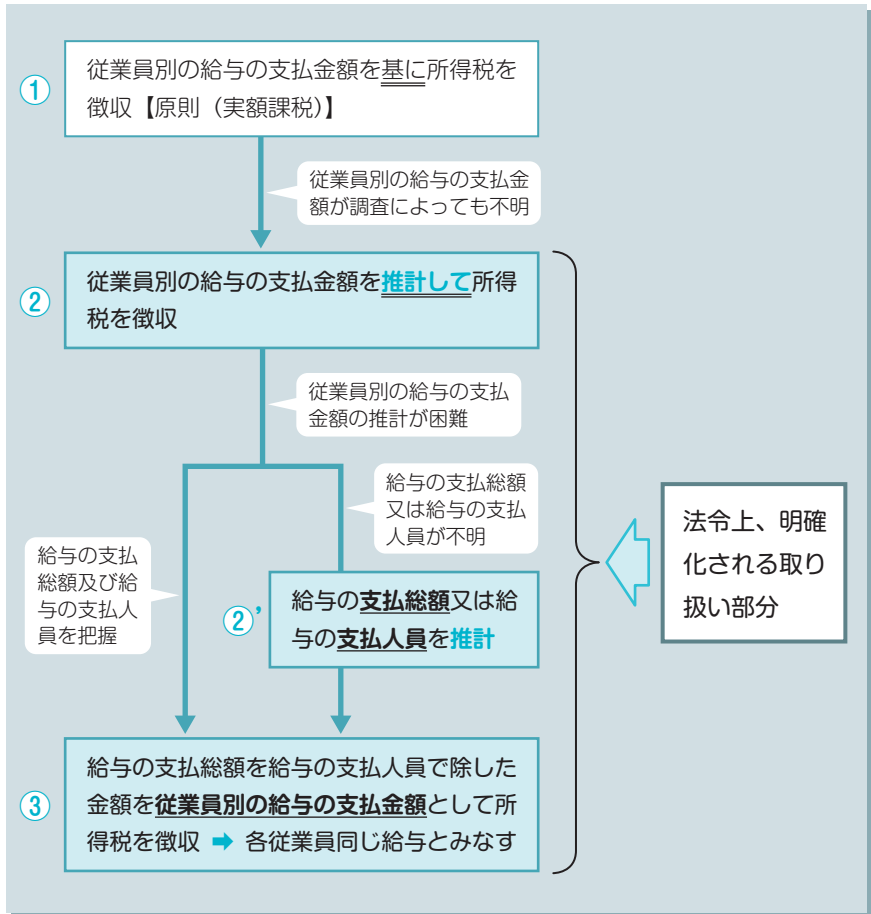 ①
従業員別の給与の支払金額を基に所得税を
徴収【原則（実額課税）】
従業員別の給与の支払金
額が調査によっても不明
②
従業員別の給与の支払金額を推計して所得
税を徴収
従業員別の給与の支払
金額の推計が困難
給与の支払総額
又は給与の支払
人員が不明
給与の支払
総額及び給
与の支払人
員を把握
②’
給与の支払総額又は給
与の支払人員を推計
③
給与の支払総額を給与の支払人員で除した
金額を従業員別の給与の支払金額として所
得税を徴収 ➡ 各従業員同じ給与とみなす
法令上、明確
化される取り
扱い部分